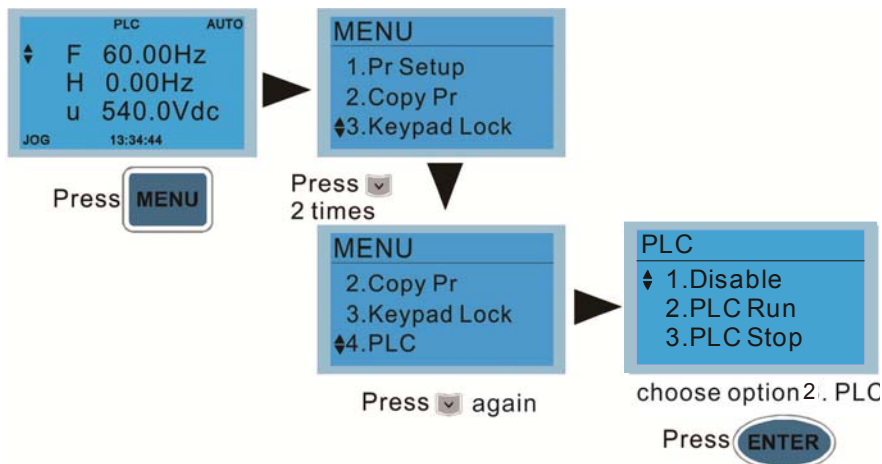 PLC AUTO
F 60.00Hz
H 0.00Hz
u 540.0Vdc
JOG 13:34:44
Press MENU
MENU
1.Pr Setup
2.Copy Pr
3.Keypad Lock
Press
2 times
MENU
2.Copy Pr
3.Keypad Lock
4.PLC
Press again
PLC
1.Disable
2.PLC Run
3.PLC Stop
choose option 2. PLC
Press ENTER